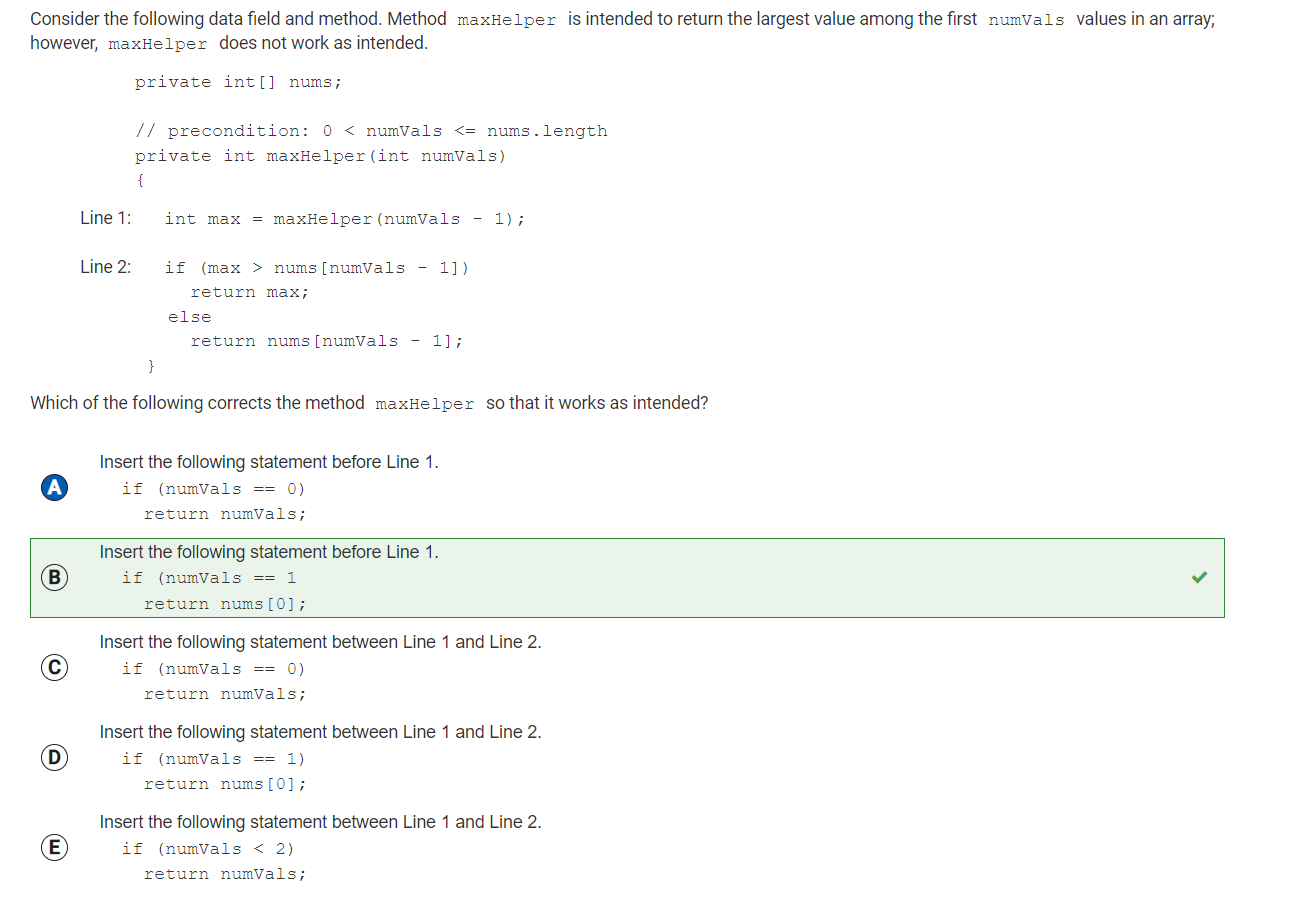 Consider the following data field and method. Method maxHelper is intended to return the largest value among the first numVals values in an array;
however, maxHelper does not work as intended.
private int[] nums;
// precondition: 0 < numVals <= nums.length
private int maxHelper(int numVals)
{
Line 1: int max = maxHelper(numVals - 1);
Line 2: if (max > nums[numVals - 1])
return max;
else
return nums[numVals - 1];
}
Which of the following corrects the method maxHelper so that it works as intended?
Insert the following statement before Line 1.
A if (numVals == 0)
return numVals;
Insert the following statement before Line 1.
B if (numVals == 1
return nums[0];
Insert the following statement between Line 1 and Line 2.
C if (numVals == 0)
return numVals;
Insert the following statement between Line 1 and Line 2.
D if (numVals == 1)
return nums[0];
Insert the following statement between Line 1 and Line 2.
E if (numVals < 2)
return numVals;